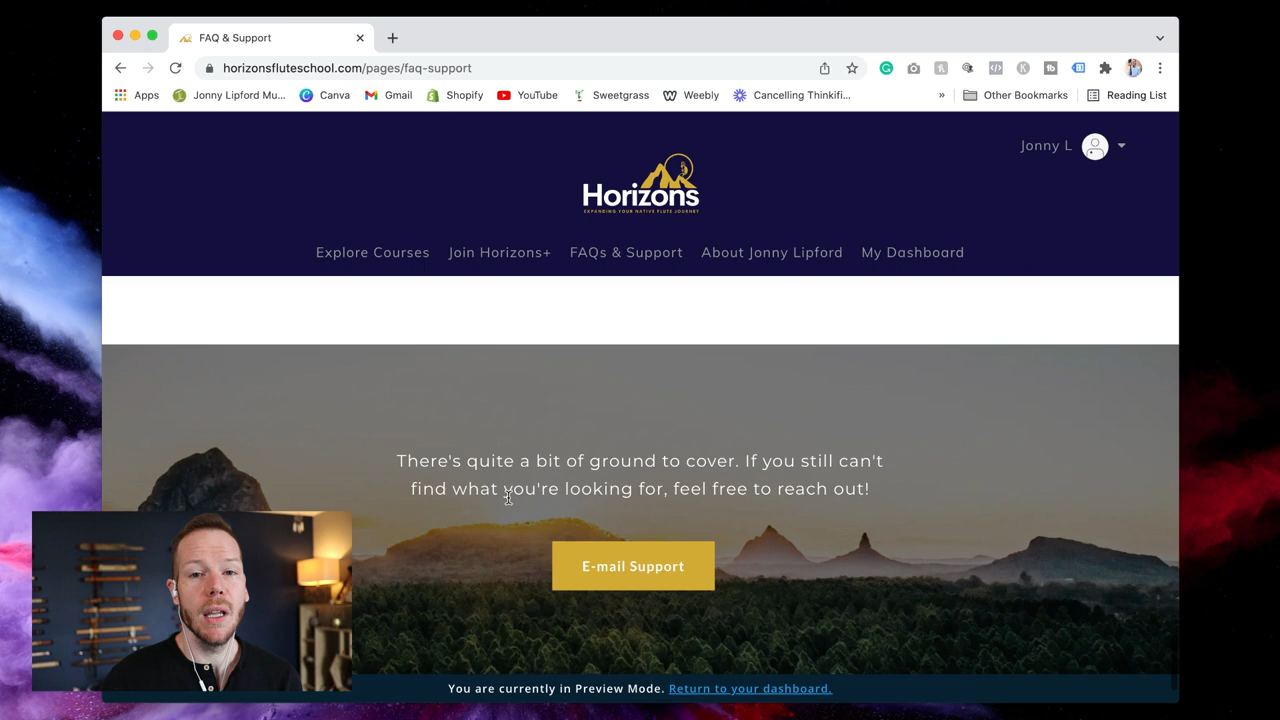 FAQ & Support
horizonsfluteschool.com/pages/faq-support
Apps Jonny Lipford Mu... Canva Gmail Shopify YouTube Sweetgrass Weebly Cancelling Thinkifi... » Other Bookmarks Reading List
Jonny L
Horizons
EXPANDING YOUR NATIVE FLUTE JOURNEY
Explore Courses Join Horizons+ FAQs & Support About Jonny Lipford My Dashboard
There's quite a bit of ground to cover. If you still can't
find what you're looking for, feel free to reach out!
E-mail Support
You are currently in Preview Mode. Return to your dashboard.